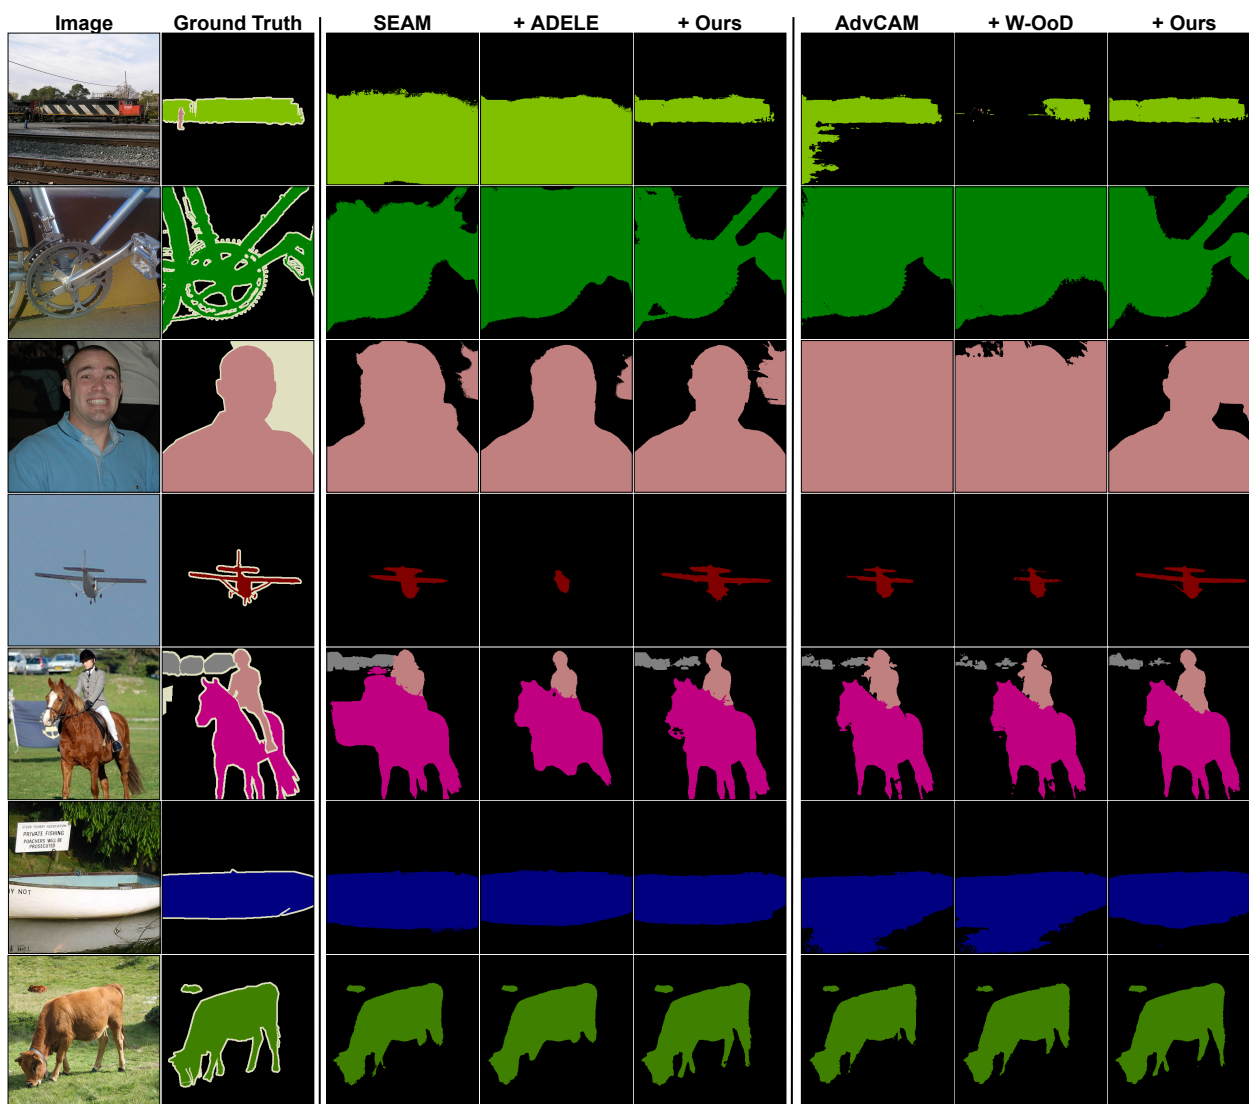 Image Ground Truth SEAM + ADELE + Ours AdvCAM + W-OoD + Ours
PRIVATE FISHING
POACHERS WILL BE
PROSECUTED
Y NOT